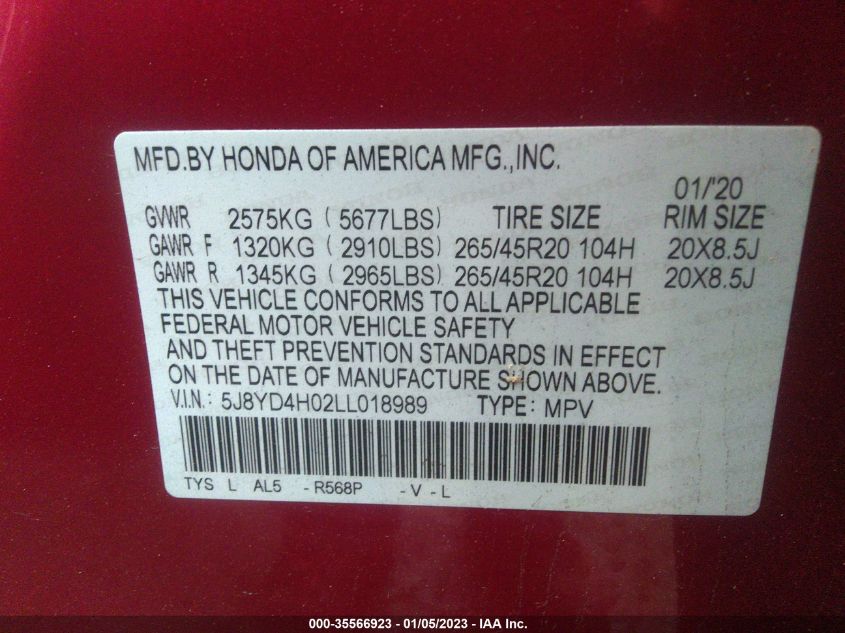 MFD.BY HONDA OF AMERICA MFG.,INC.
01/'20
GVWR 2575KG ( 5677LBS) TIRE SIZE RIM SIZE
GAWR F 1320KG ( 2910LBS) 265/45R20 104H 20X8.5J
GAWR R 1345KG ( 2965LBS) 265/45R20 104H 20X8.5J
THIS VEHICLE CONFORMS TO ALL APPLICABLE
FEDERAL MOTOR VEHICLE SAFETY
AND THEFT PREVENTION STANDARDS IN EFFECT
ON THE DATE OF MANUFACTURE SHOWN ABOVE.
V.I.N.: 5J8YD4H02LL018989 TYPE: MPV
TYS L AL5 -R568P -V-L
000-35566923 - 01/05/2023 - IAA Inc.